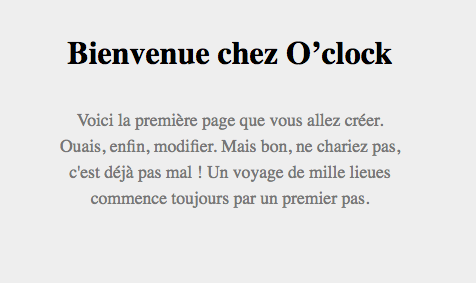 Bienvenue chez O’clock
Voici la première page que vous allez créer.
Ouais, enfin, modifier. Mais bon, ne chariez pas,
c'est déjà pas mal ! Un voyage de mille lieues
commence toujours par un premier pas.